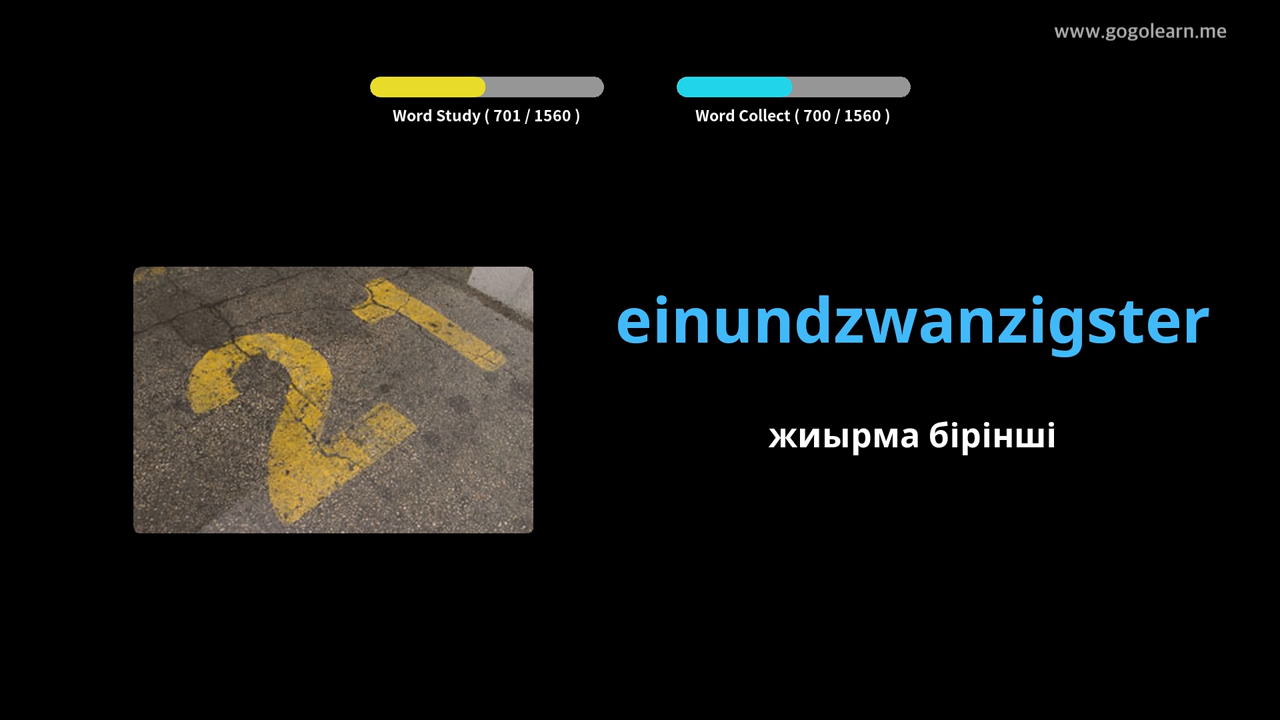 www.gogolearn.me
Word Study ( 701 / 1560 )
Word Collect ( 700 / 1560 )
21
einundzwanzigster
жиырма бірінші